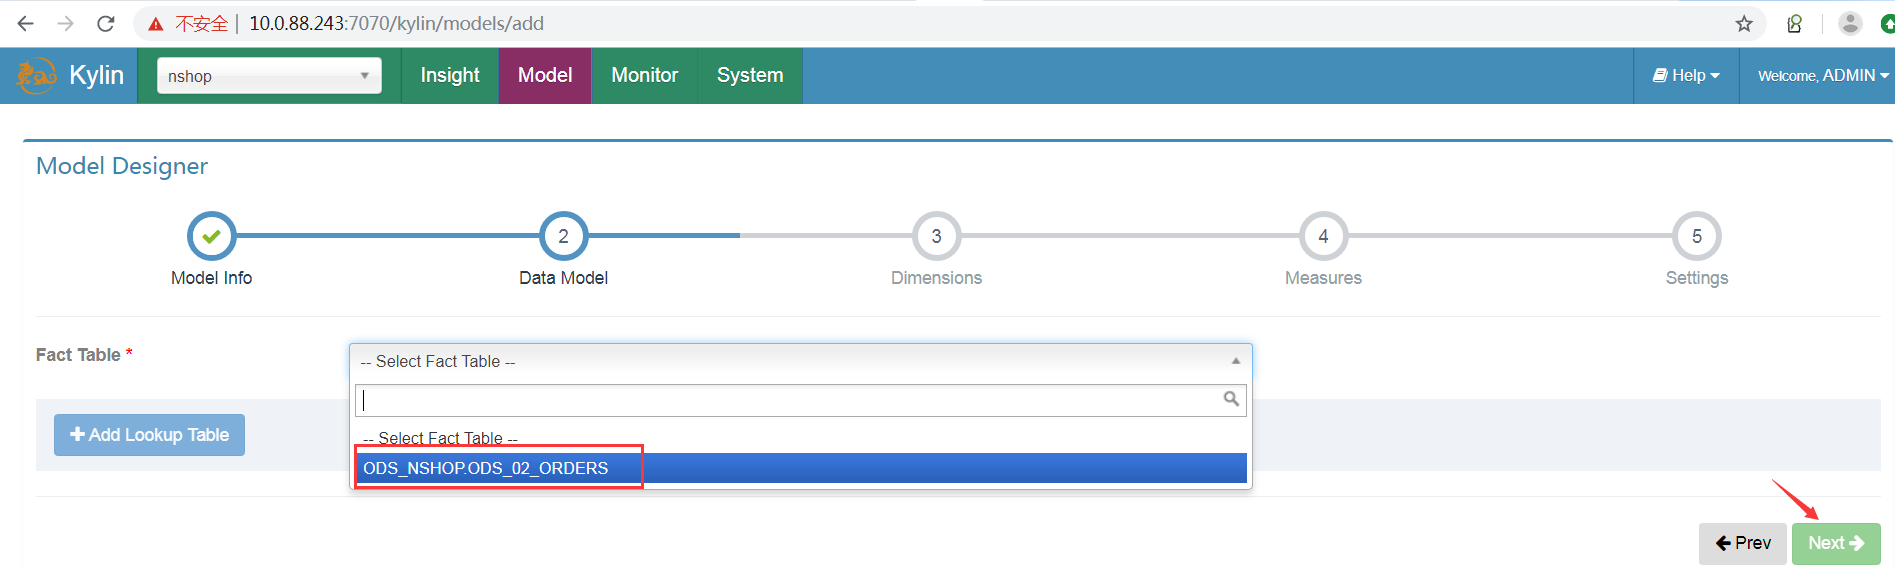 不安全 | 10.0.88.243:7070/kylin/models/add
Kylin nshop Insight Model Monitor System Help Welcome, ADMIN
Model Designer
2 3 4 5
Model Info Data Model Dimensions Measures Settings
Fact Table * -- Select Fact Table --
-- Select Fact Table --
Add Lookup Table
ODS_NSHOP.ODS_02_ORDERS
Prev Next